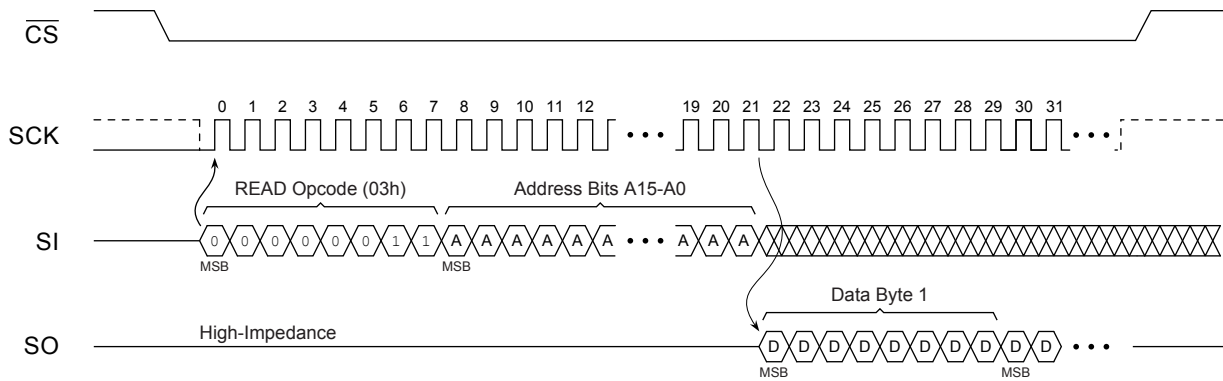 CS
0 1 2 3 4 5 6 7 8 9 10 11 12 19 20 21 22 23 24 25 26 27 28 29 30 31
SCK
READ Opcode (03h) Address Bits A15-A0
SI 0 0 0 0 0 0 1 1 A A A A A A A A A
MSB MSB
Data Byte 1
High-Impedance
SO D D D D D D D D D D
MSB MSB